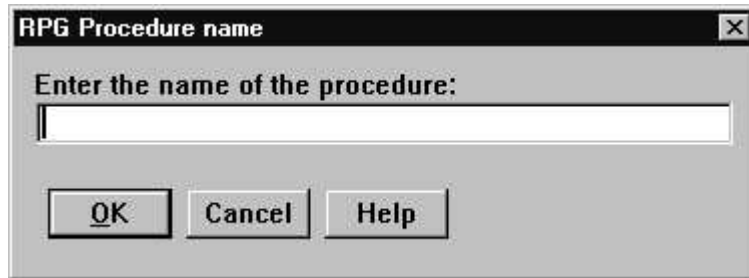 RPG Procedure name
Enter the name of the procedure:
OK Cancel Help